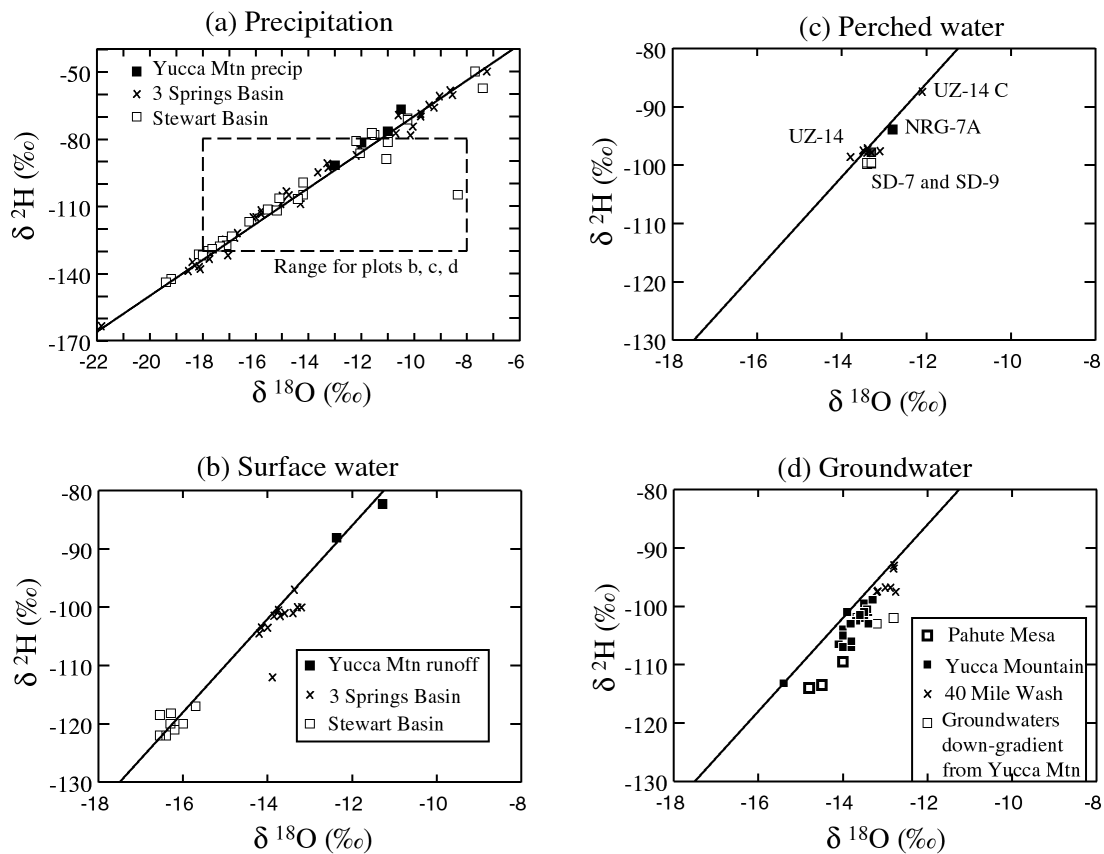 (a) Precipitation
-50
-80
-110
-140
-170
δ ²H (‰)
■ Yucca Mtn precip
× 3 Springs Basin
□ Stewart Basin
Range for plots b, c, d
-22 -20 -18 -16 -14 -12 -10 -8 -6
δ ¹⁸O (‰)
(c) Perched water
-80
-90
-100
-110
-120
-130
δ ²H (‰)
UZ-14 C
NRG-7A
UZ-14
SD-7 and SD-9
-18 -16 -14 -12 -10 -8
δ ¹⁸O (‰)
(b) Surface water
-80
-90
-100
-110
-120
-130
δ ²H (‰)
■ Yucca Mtn runoff
× 3 Springs Basin
□ Stewart Basin
-18 -16 -14 -12 -10 -8
δ ¹⁸O (‰)
(d) Groundwater
-80
-90
-100
-110
-120
-130
δ ²H (‰)
Pahute Mesa
■ Yucca Mountain
× 40 Mile Wash
□ Groundwaters
down-gradient
from Yucca Mtn
-18 -16 -14 -12 -10 -8
δ ¹⁸O (‰)